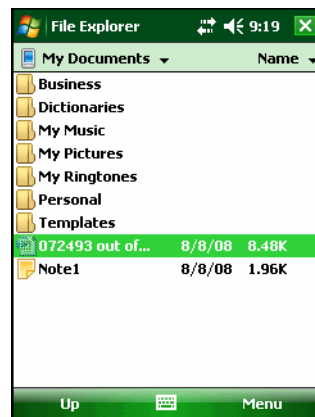 File Explorer 9:19
My Documents Name
Business
Dictionaries
My Music
My Pictures
My Ringtones
Personal
Templates
072493 out of... 8/8/08 8.48K
Note1 8/8/08 1.96K
Up Menu